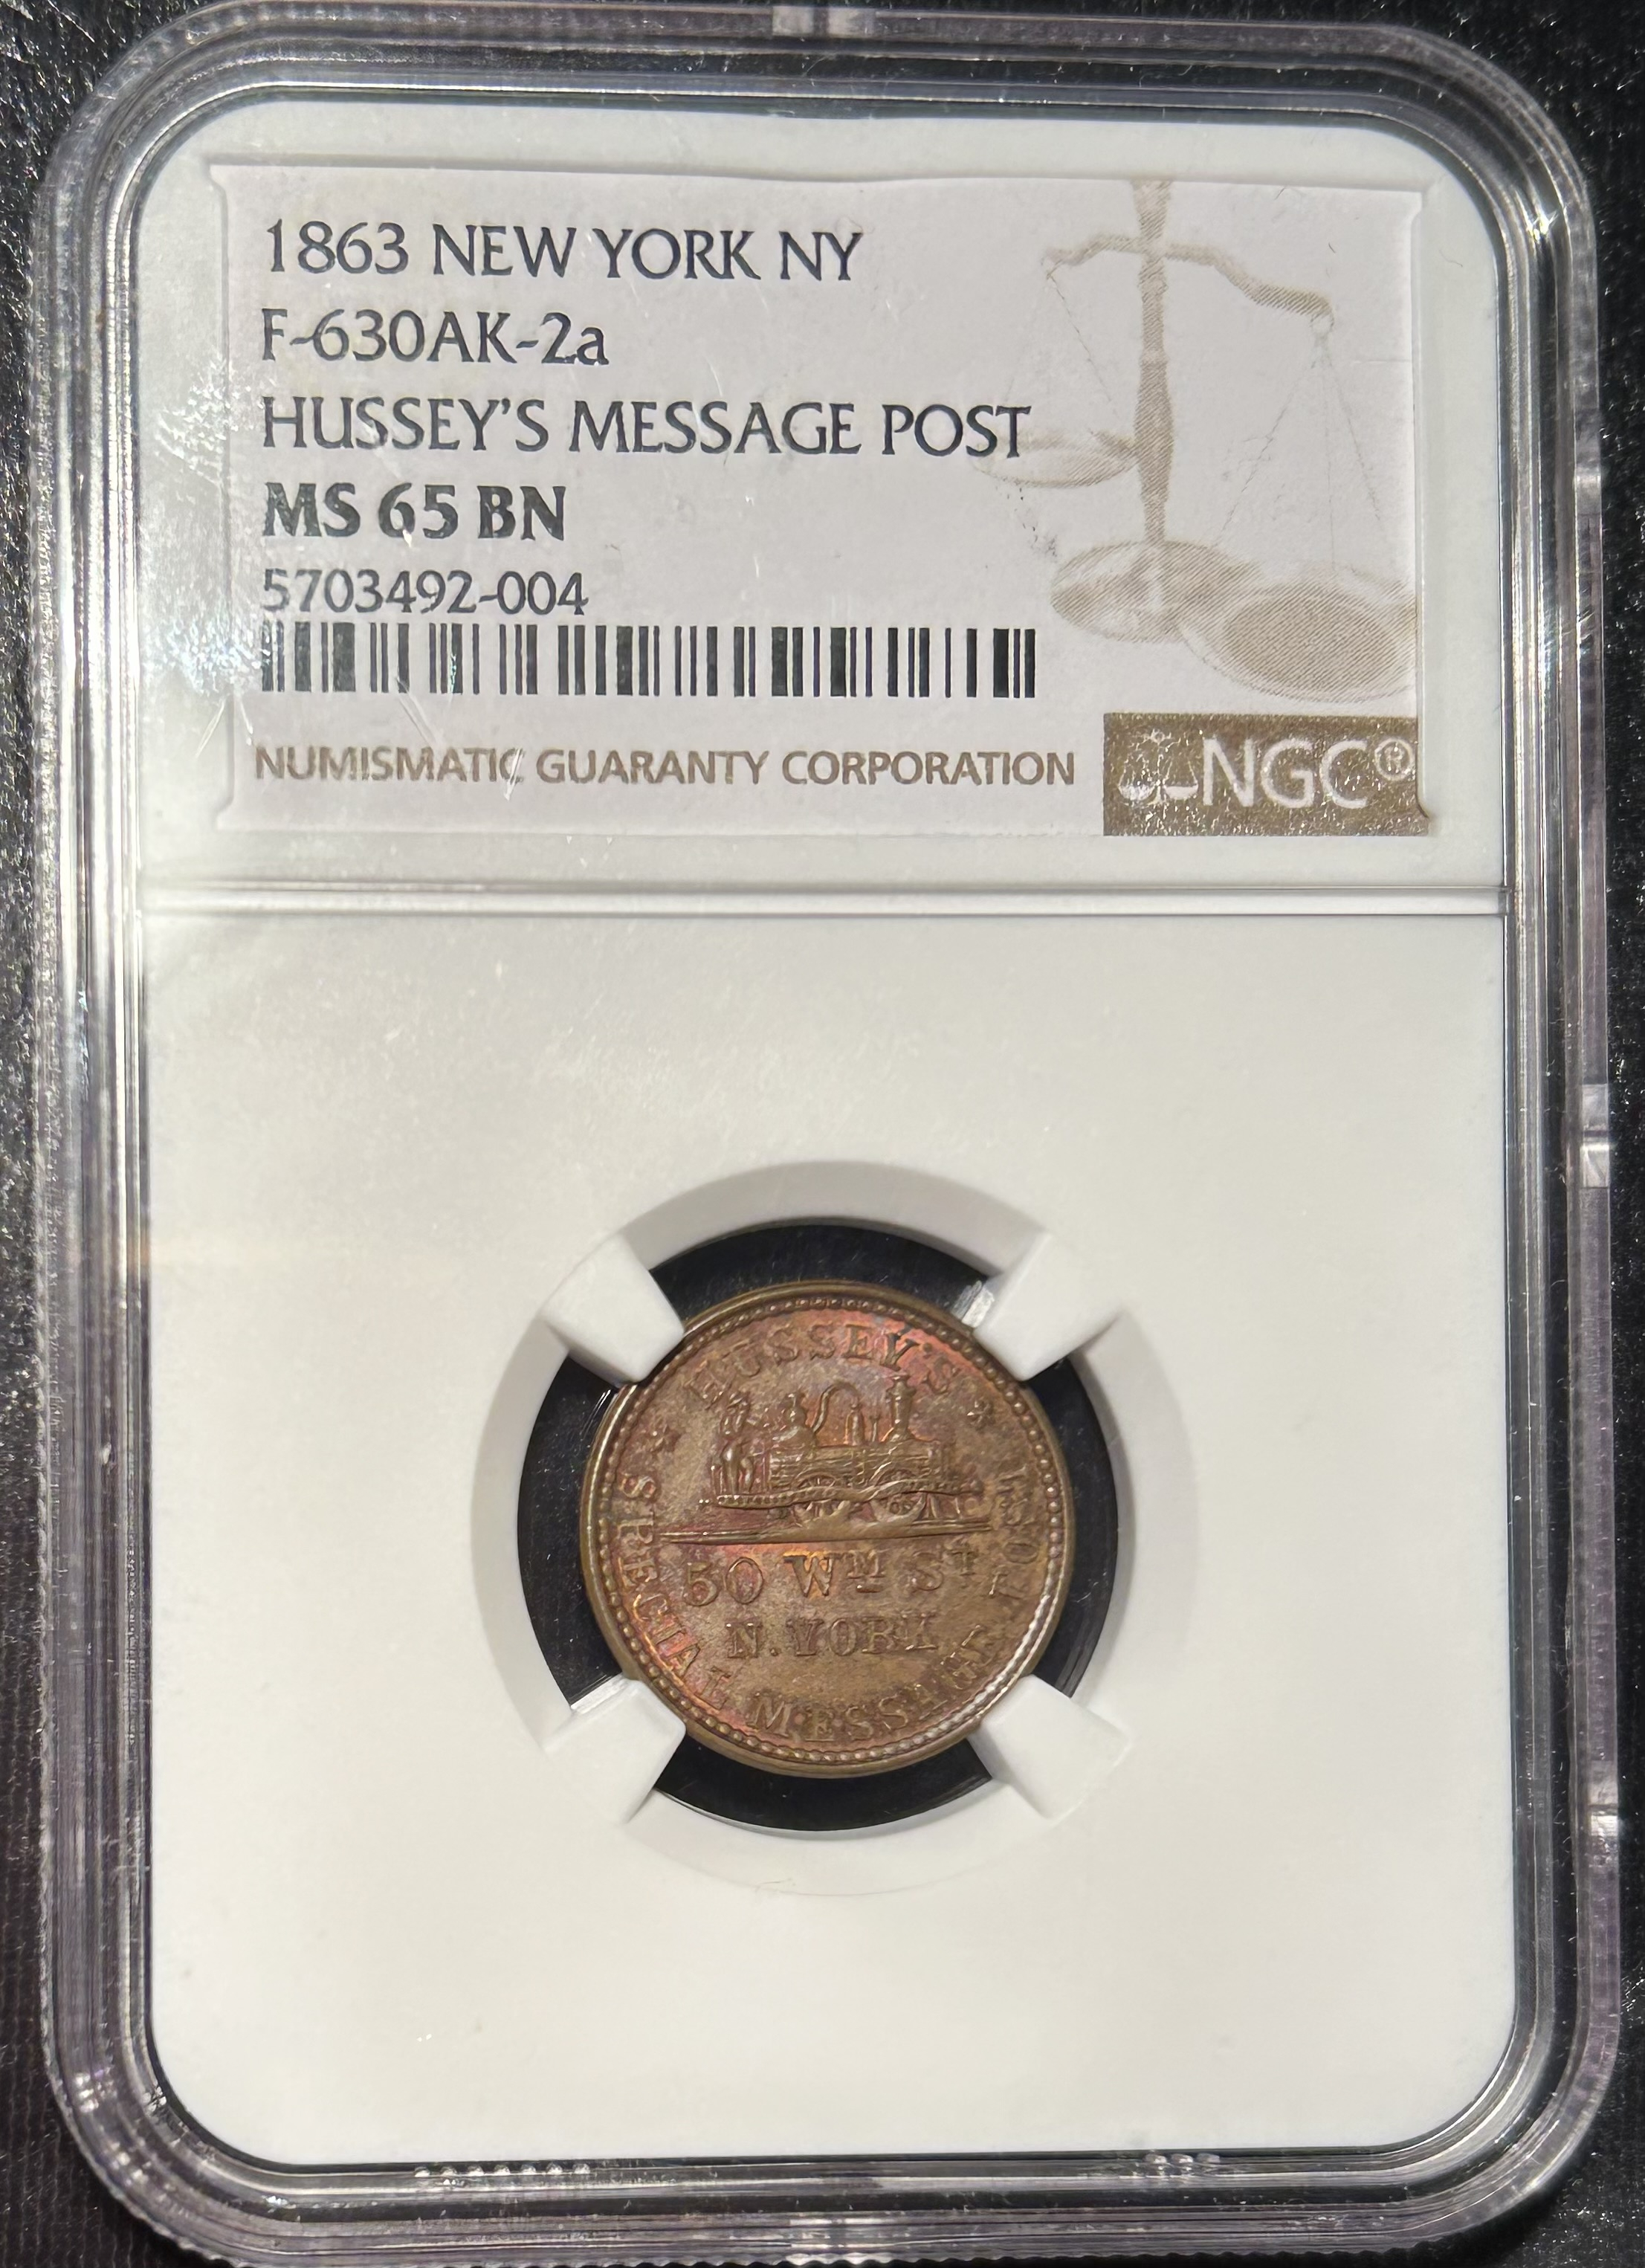 1863 NEW YORK NY
F-630AK-2a
HUSSEY'S MESSAGE POST
MS 65 BN
5703492-004
NUMISMATIC GUARANTY CORPORATION
NGC®
HUSSEY'S
50 Wᴹ Sᵀ
N. YORK
SPECIAL MESSAGE POST